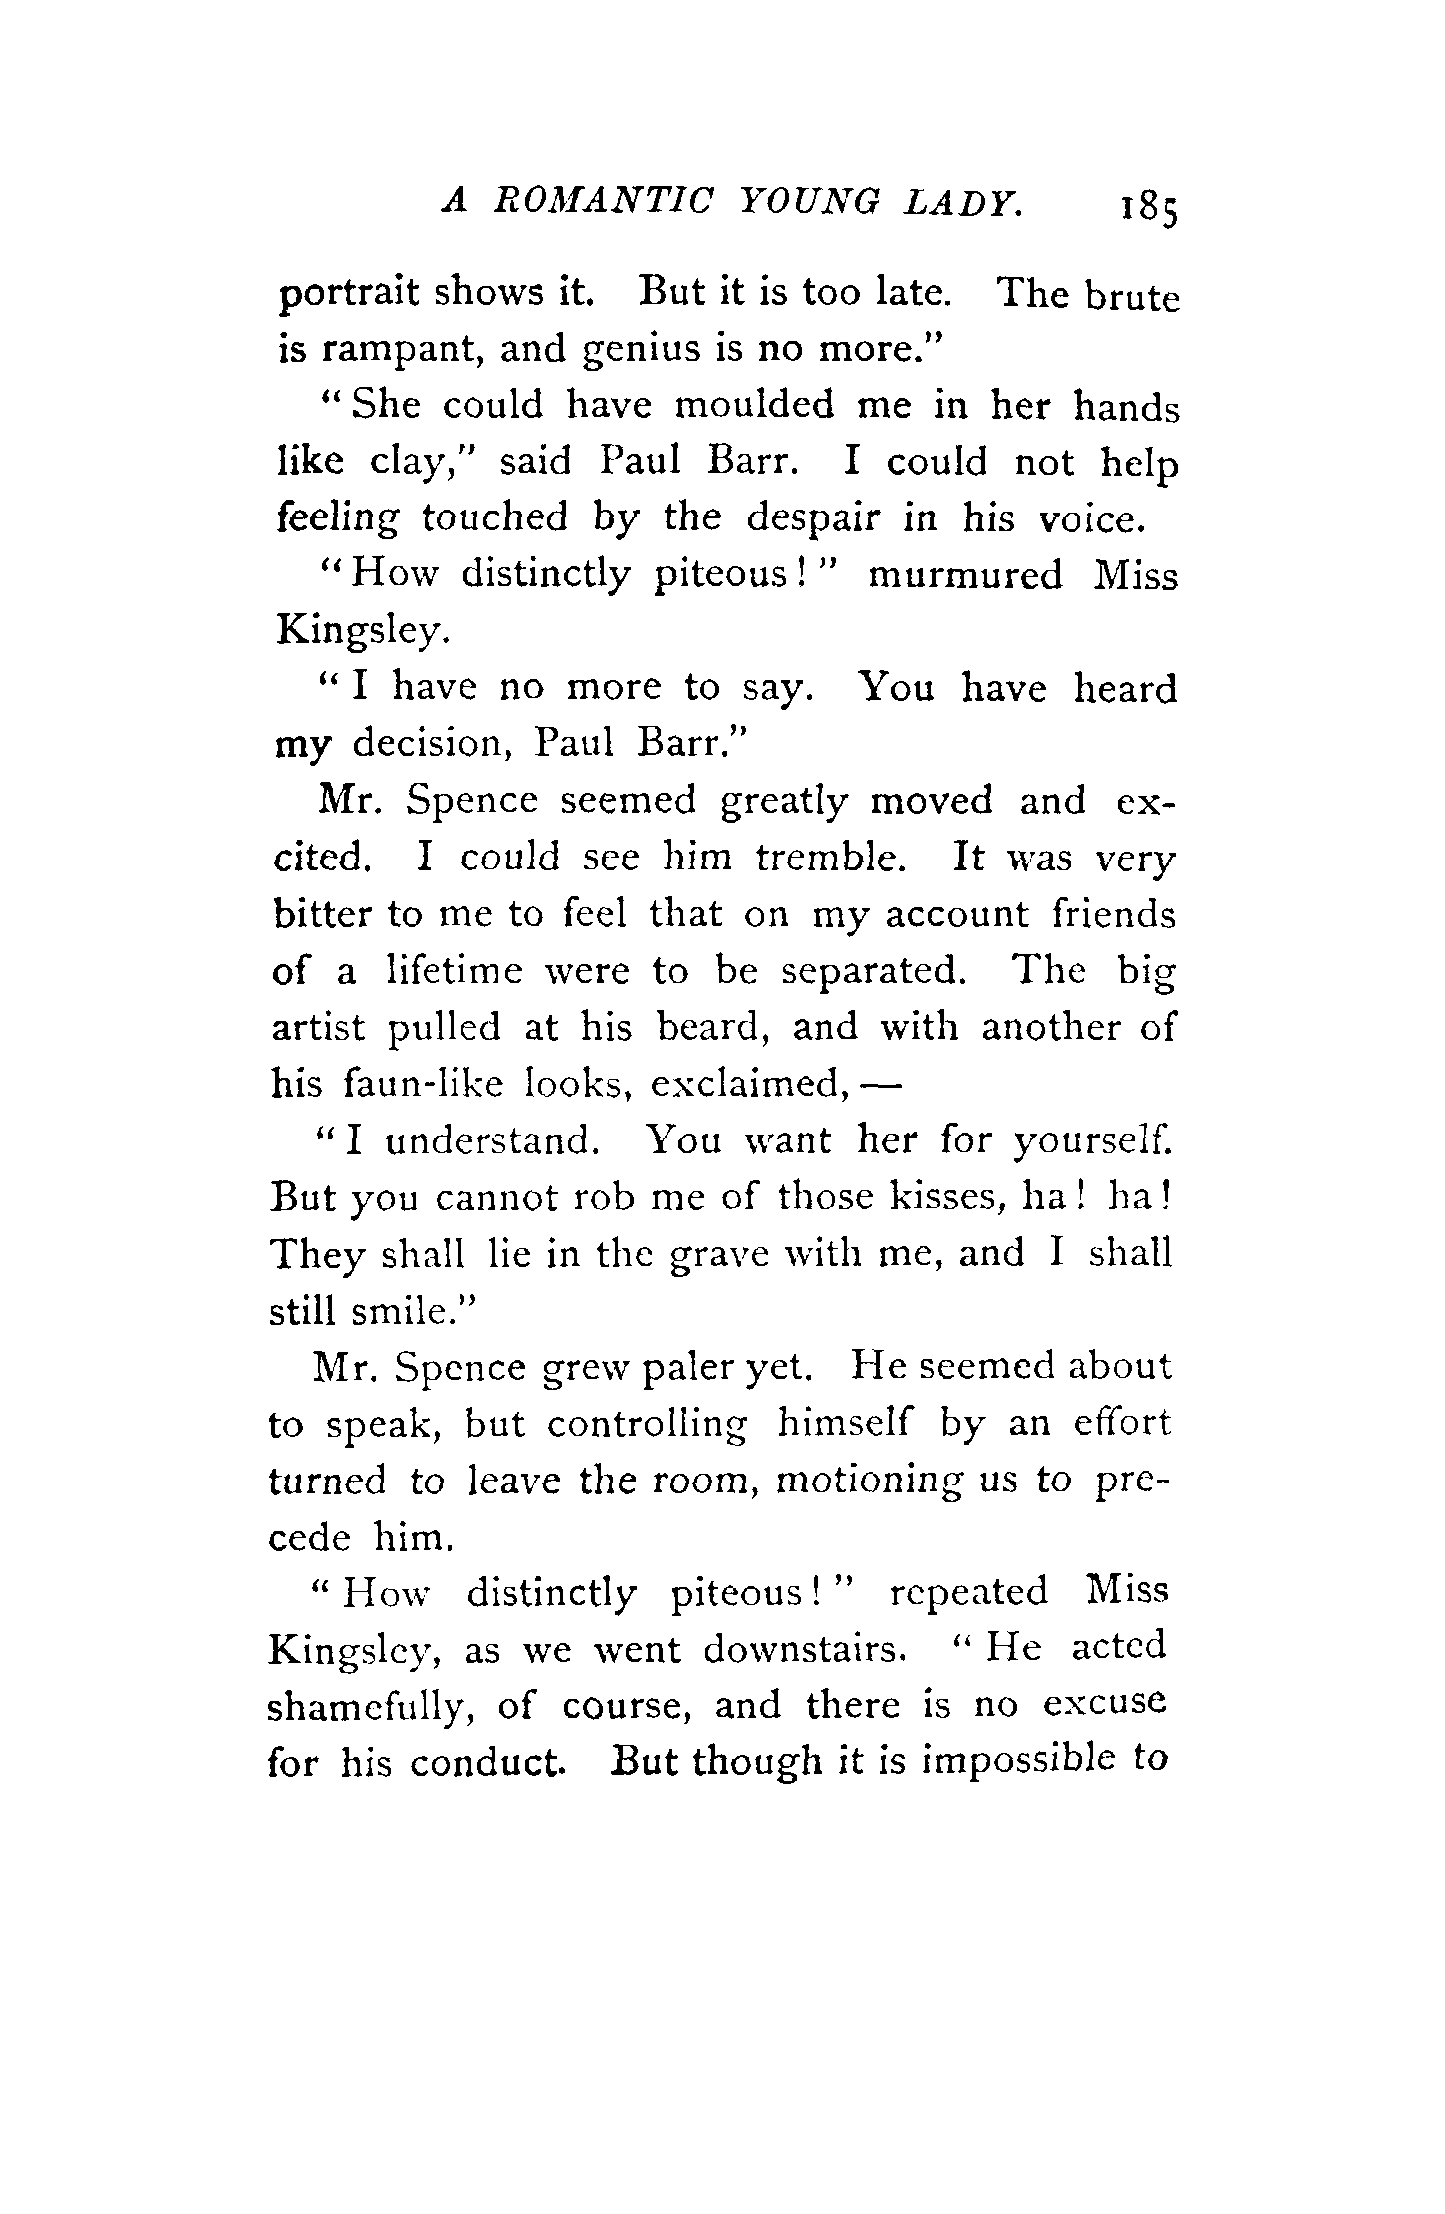 A ROMANTIC YOUNG LADY. 185
portrait shows it. But it is too late. The brute
is rampant, and genius is no more."
"She could have moulded me in her hands
like clay," said Paul Barr. I could not help
feeling touched by the despair in his voice.
"How distinctly piteous!" murmured Miss
Kingsley.
"I have no more to say. You have heard
my decision, Paul Barr."
Mr. Spence seemed greatly moved and ex-
cited. I could see him tremble. It was very
bitter to me to feel that on my account friends
of a lifetime were to be separated. The big
artist pulled at his beard, and with another of
his faun-like looks, exclaimed, —
"I understand. You want her for yourself.
But you cannot rob me of those kisses, ha! ha!
They shall lie in the grave with me, and I shall
still smile."
Mr. Spence grew paler yet. He seemed about
to speak, but controlling himself by an effort
turned to leave the room, motioning us to pre-
cede him.
"How distinctly piteous!" repeated Miss
Kingsley, as we went downstairs. "He acted
shamefully, of course, and there is no excuse
for his conduct. But though it is impossible to